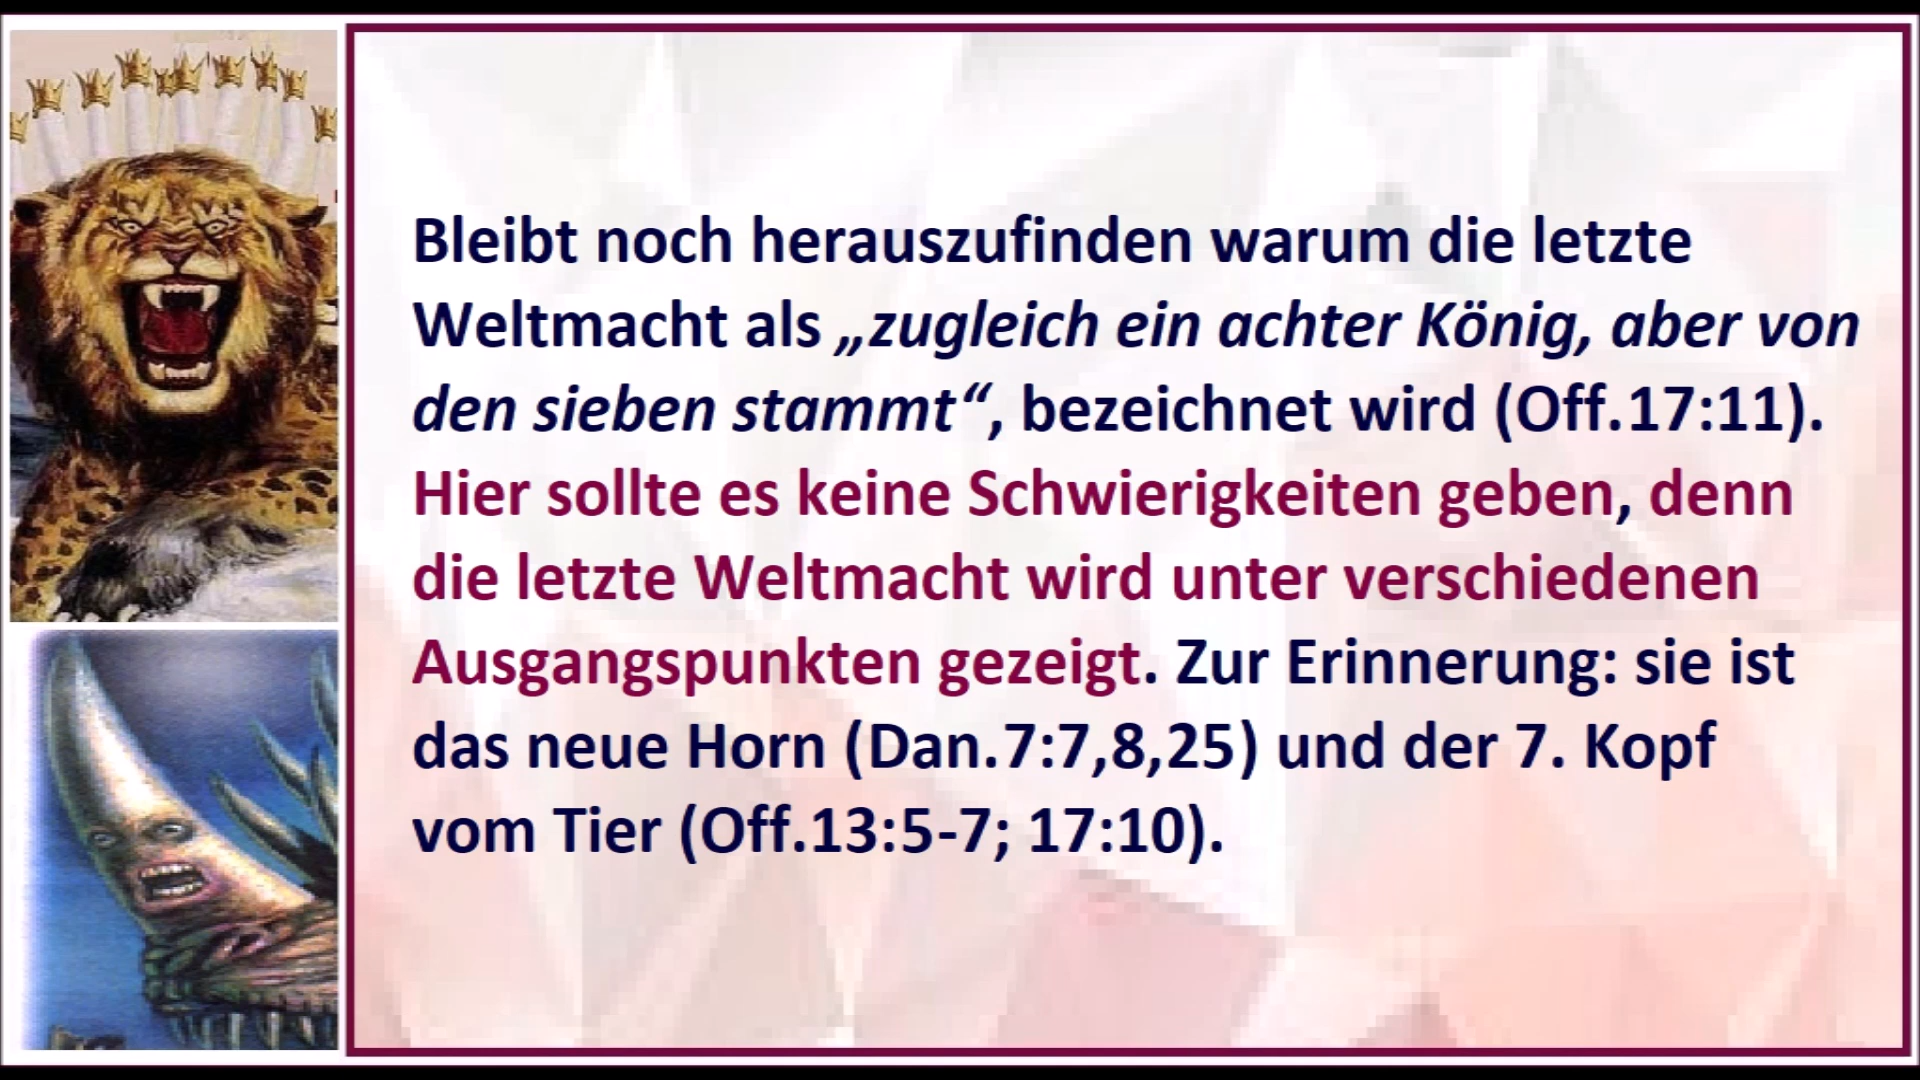 Bleibt noch herauszufinden warum die letzte
Weltmacht als „zugleich ein achter König, aber von
den sieben stammt“, bezeichnet wird (Off.17:11).
Hier sollte es keine Schwierigkeiten geben, denn
die letzte Weltmacht wird unter verschiedenen
Ausgangspunkten gezeigt. Zur Erinnerung: sie ist
das neue Horn (Dan.7:7,8,25) und der 7. Kopf
vom Tier (Off.13:5-7; 17:10).